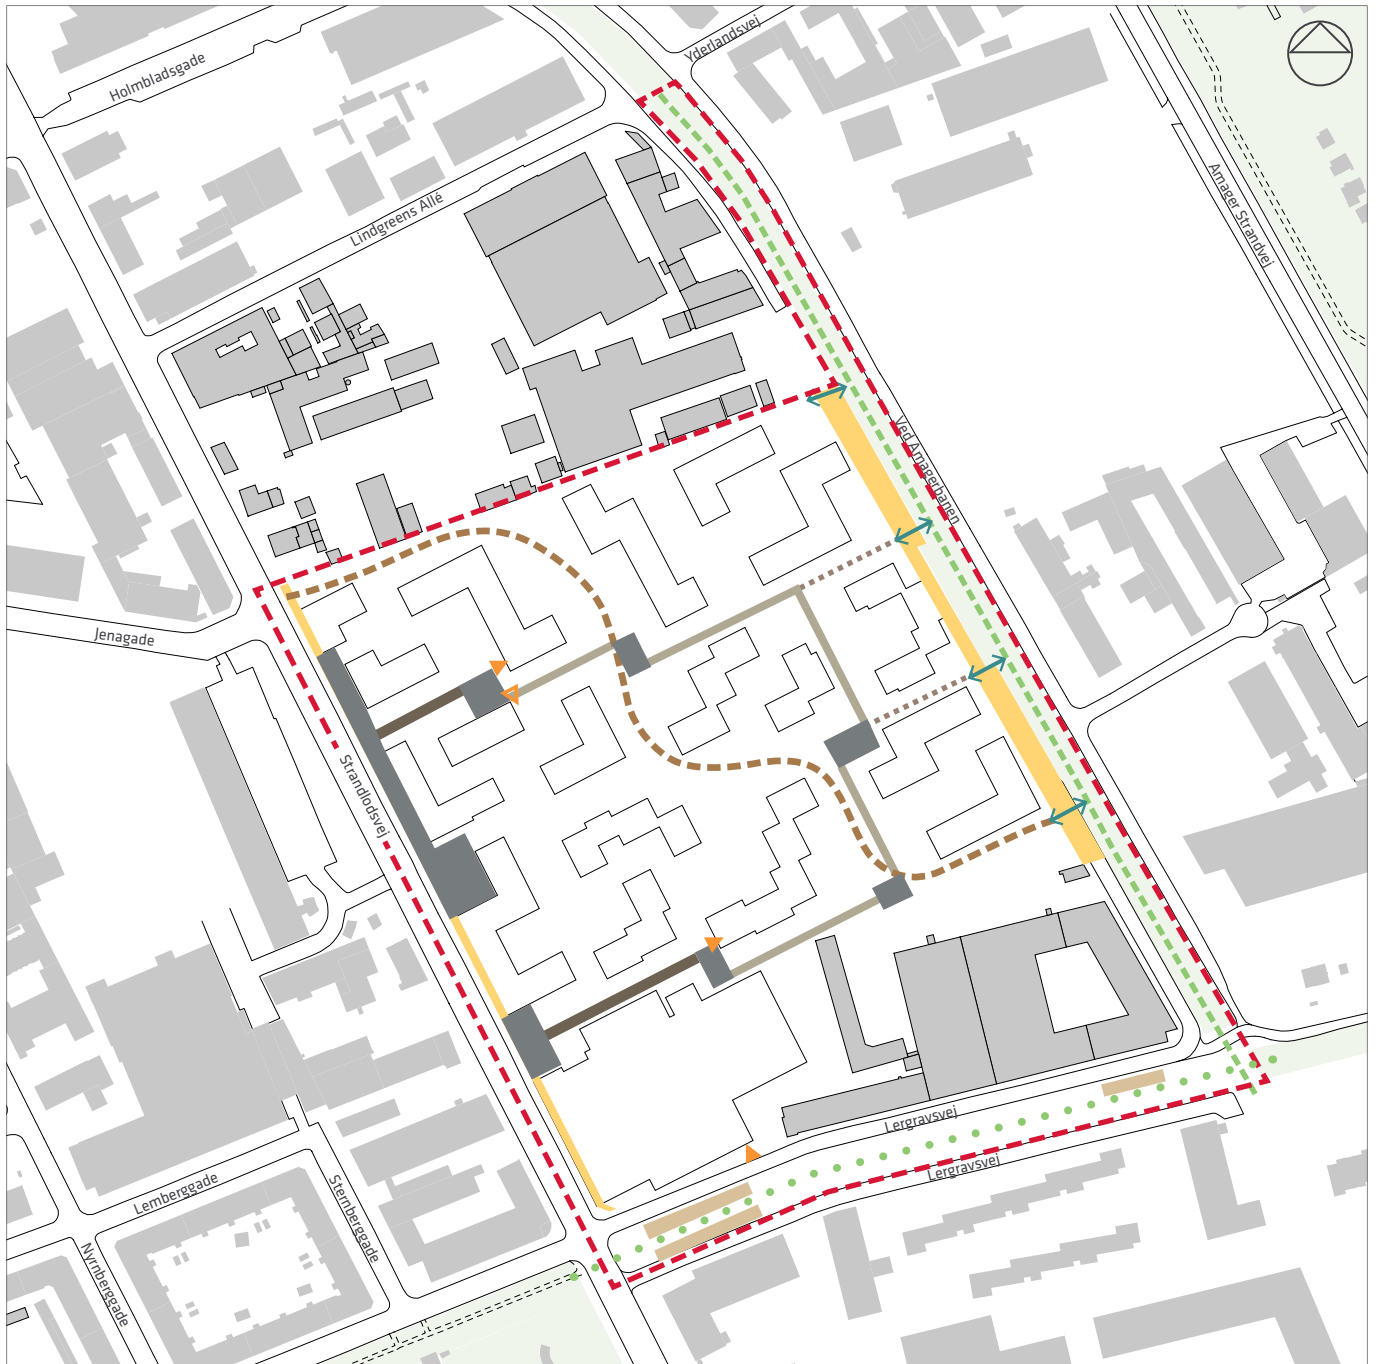 Yderlandsvej
Holmbladsgade
Lindgreens Allé
Amager Strandvej
Ved Amagerbanen
Jenagade
Strandlodsvej
Lergravsvej
Lergravsvej
Lemberggade
Sternberggade
Nyrnberggade